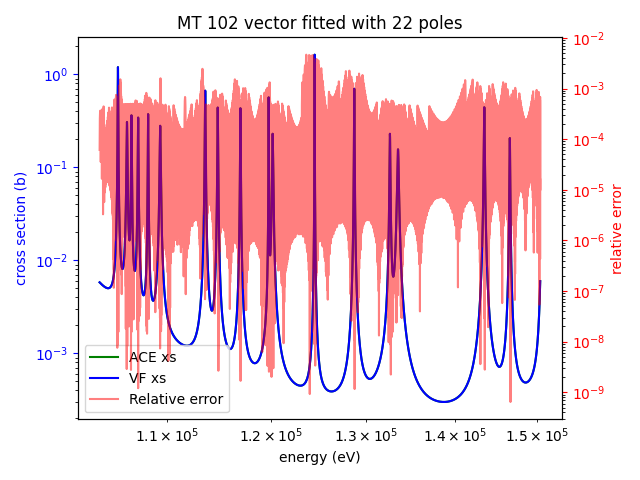 MT 102 vector fitted with 22 poles
10⁰
10⁻¹
10⁻²
10⁻³
cross section (b)
10⁻²
10⁻³
10⁻⁴
10⁻⁵
10⁻⁶
10⁻⁷
10⁻⁸
10⁻⁹
relative error
ACE xs
VF xs
Relative error
1.1 × 10⁵
1.2 × 10⁵
1.3 × 10⁵
1.4 × 10⁵
1.5 × 10⁵
energy (eV)